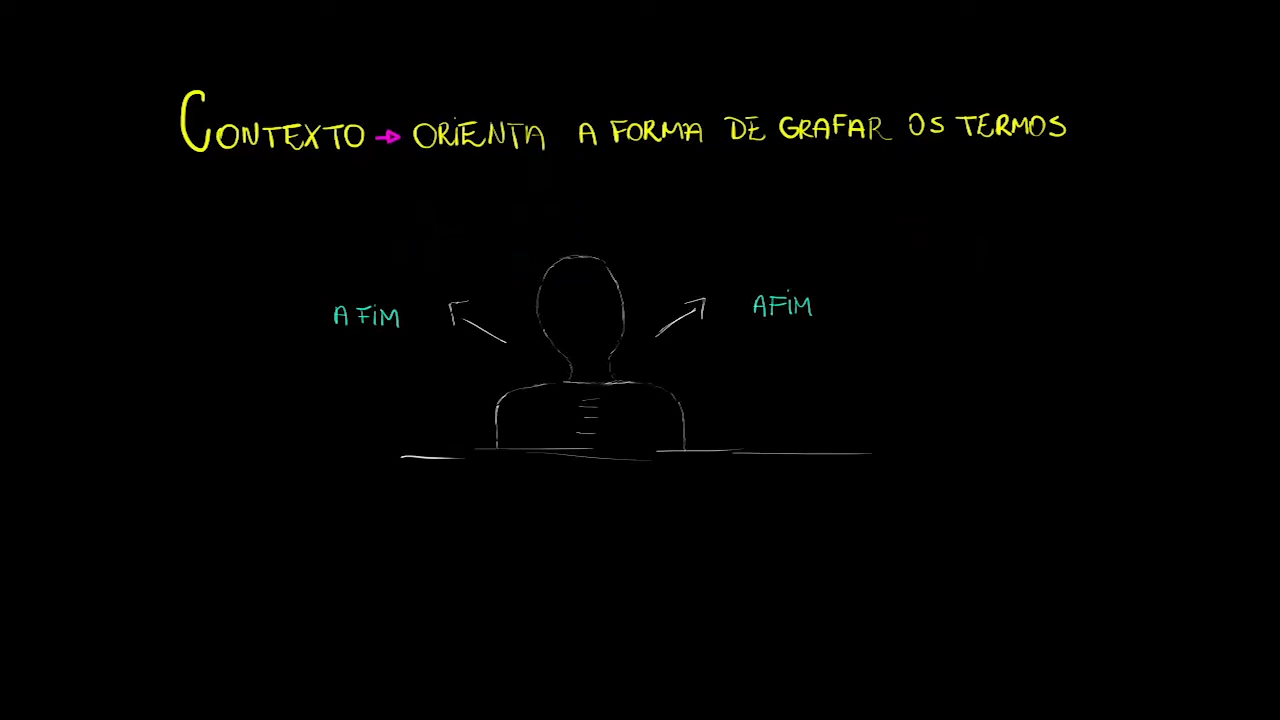 CONTEXTO → ORIENTA A FORMA DE GRAFAR OS TERMOS
A FIM
AFIM